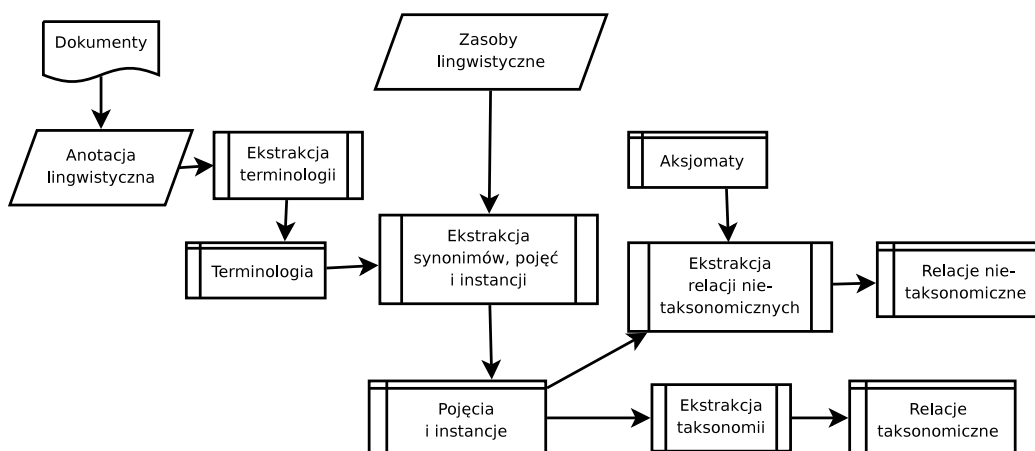 Dokumenty
Zasoby
lingwistyczne
Anotacja
lingwistyczna
Ekstrakcja
terminologii
Aksjomaty
Terminologia
Ekstrakcja
synonimów, pojęć
i instancji
Ekstrakcja
relacji nie-
taksonomicznych
Relacje nie-
taksonomiczne
Pojęcia
i instancje
Ekstrakcja
taksonomii
Relacje
taksonomiczne